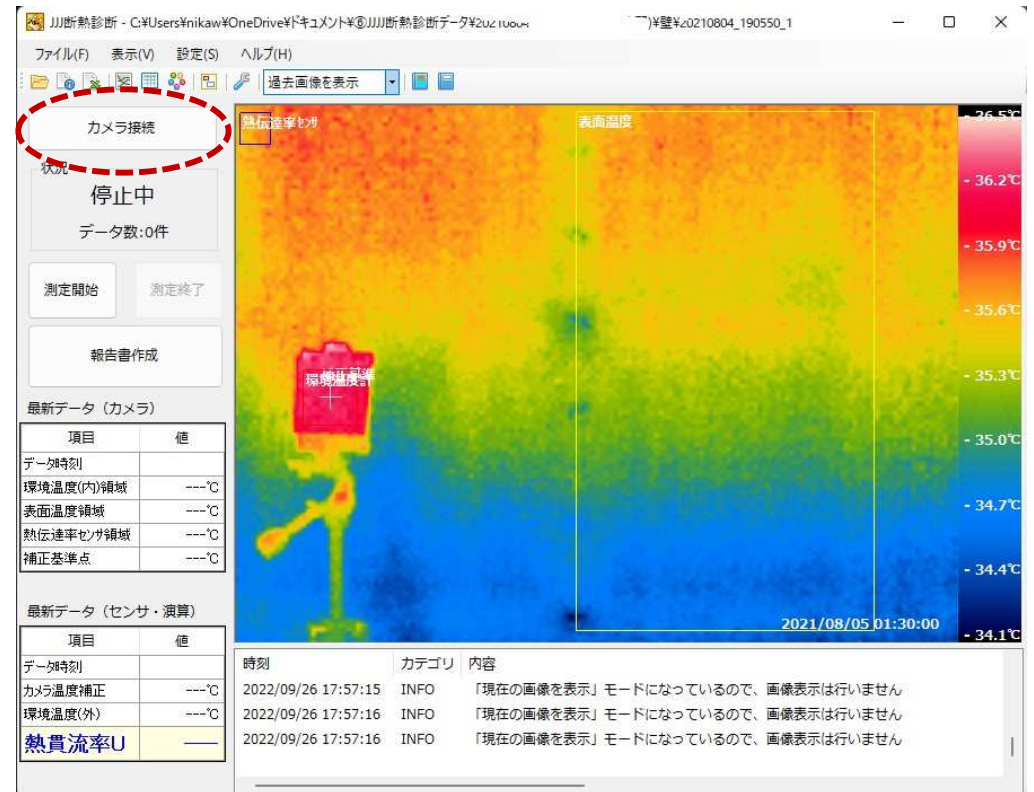 JJJ断熱診断 - C:¥Users¥nikaw¥OneDrive¥ドキュメント¥⑥JJJJ断熱診断データ¥20210804 )¥壁¥20210804_190550_1
ファイル(F) 表示(V) 設定(S) ヘルプ(H)
過去画像を表示
カメラ接続
状況
停止中
データ数:0件
測定開始 測定終了
報告書作成
最新データ（カメラ）
項目 値
データ時刻
環境温度(内)領域 ---℃
表面温度領域 ---℃
熱伝達率センサ領域 ---℃
補正基準点 ---℃
最新データ（センサ・演算）
項目 値
データ時刻
カメラ温度補正 ---℃
環境温度(外) ---℃
熱貫流率U ---
熱伝達率センサ
表面温度
環境温度計
2021/08/05 01:30:00
- 36.5℃
- 36.2℃
- 35.9℃
- 35.6℃
- 35.3℃
- 35.0℃
- 34.7℃
- 34.4℃
- 34.1℃
時刻 カテゴリ 内容
2022/09/26 17:57:15 INFO 「現在の画像を表示」モードになっているので、画像表示は行いません
2022/09/26 17:57:16 INFO 「現在の画像を表示」モードになっているので、画像表示は行いません
2022/09/26 17:57:16 INFO 「現在の画像を表示」モードになっているので、画像表示は行いません